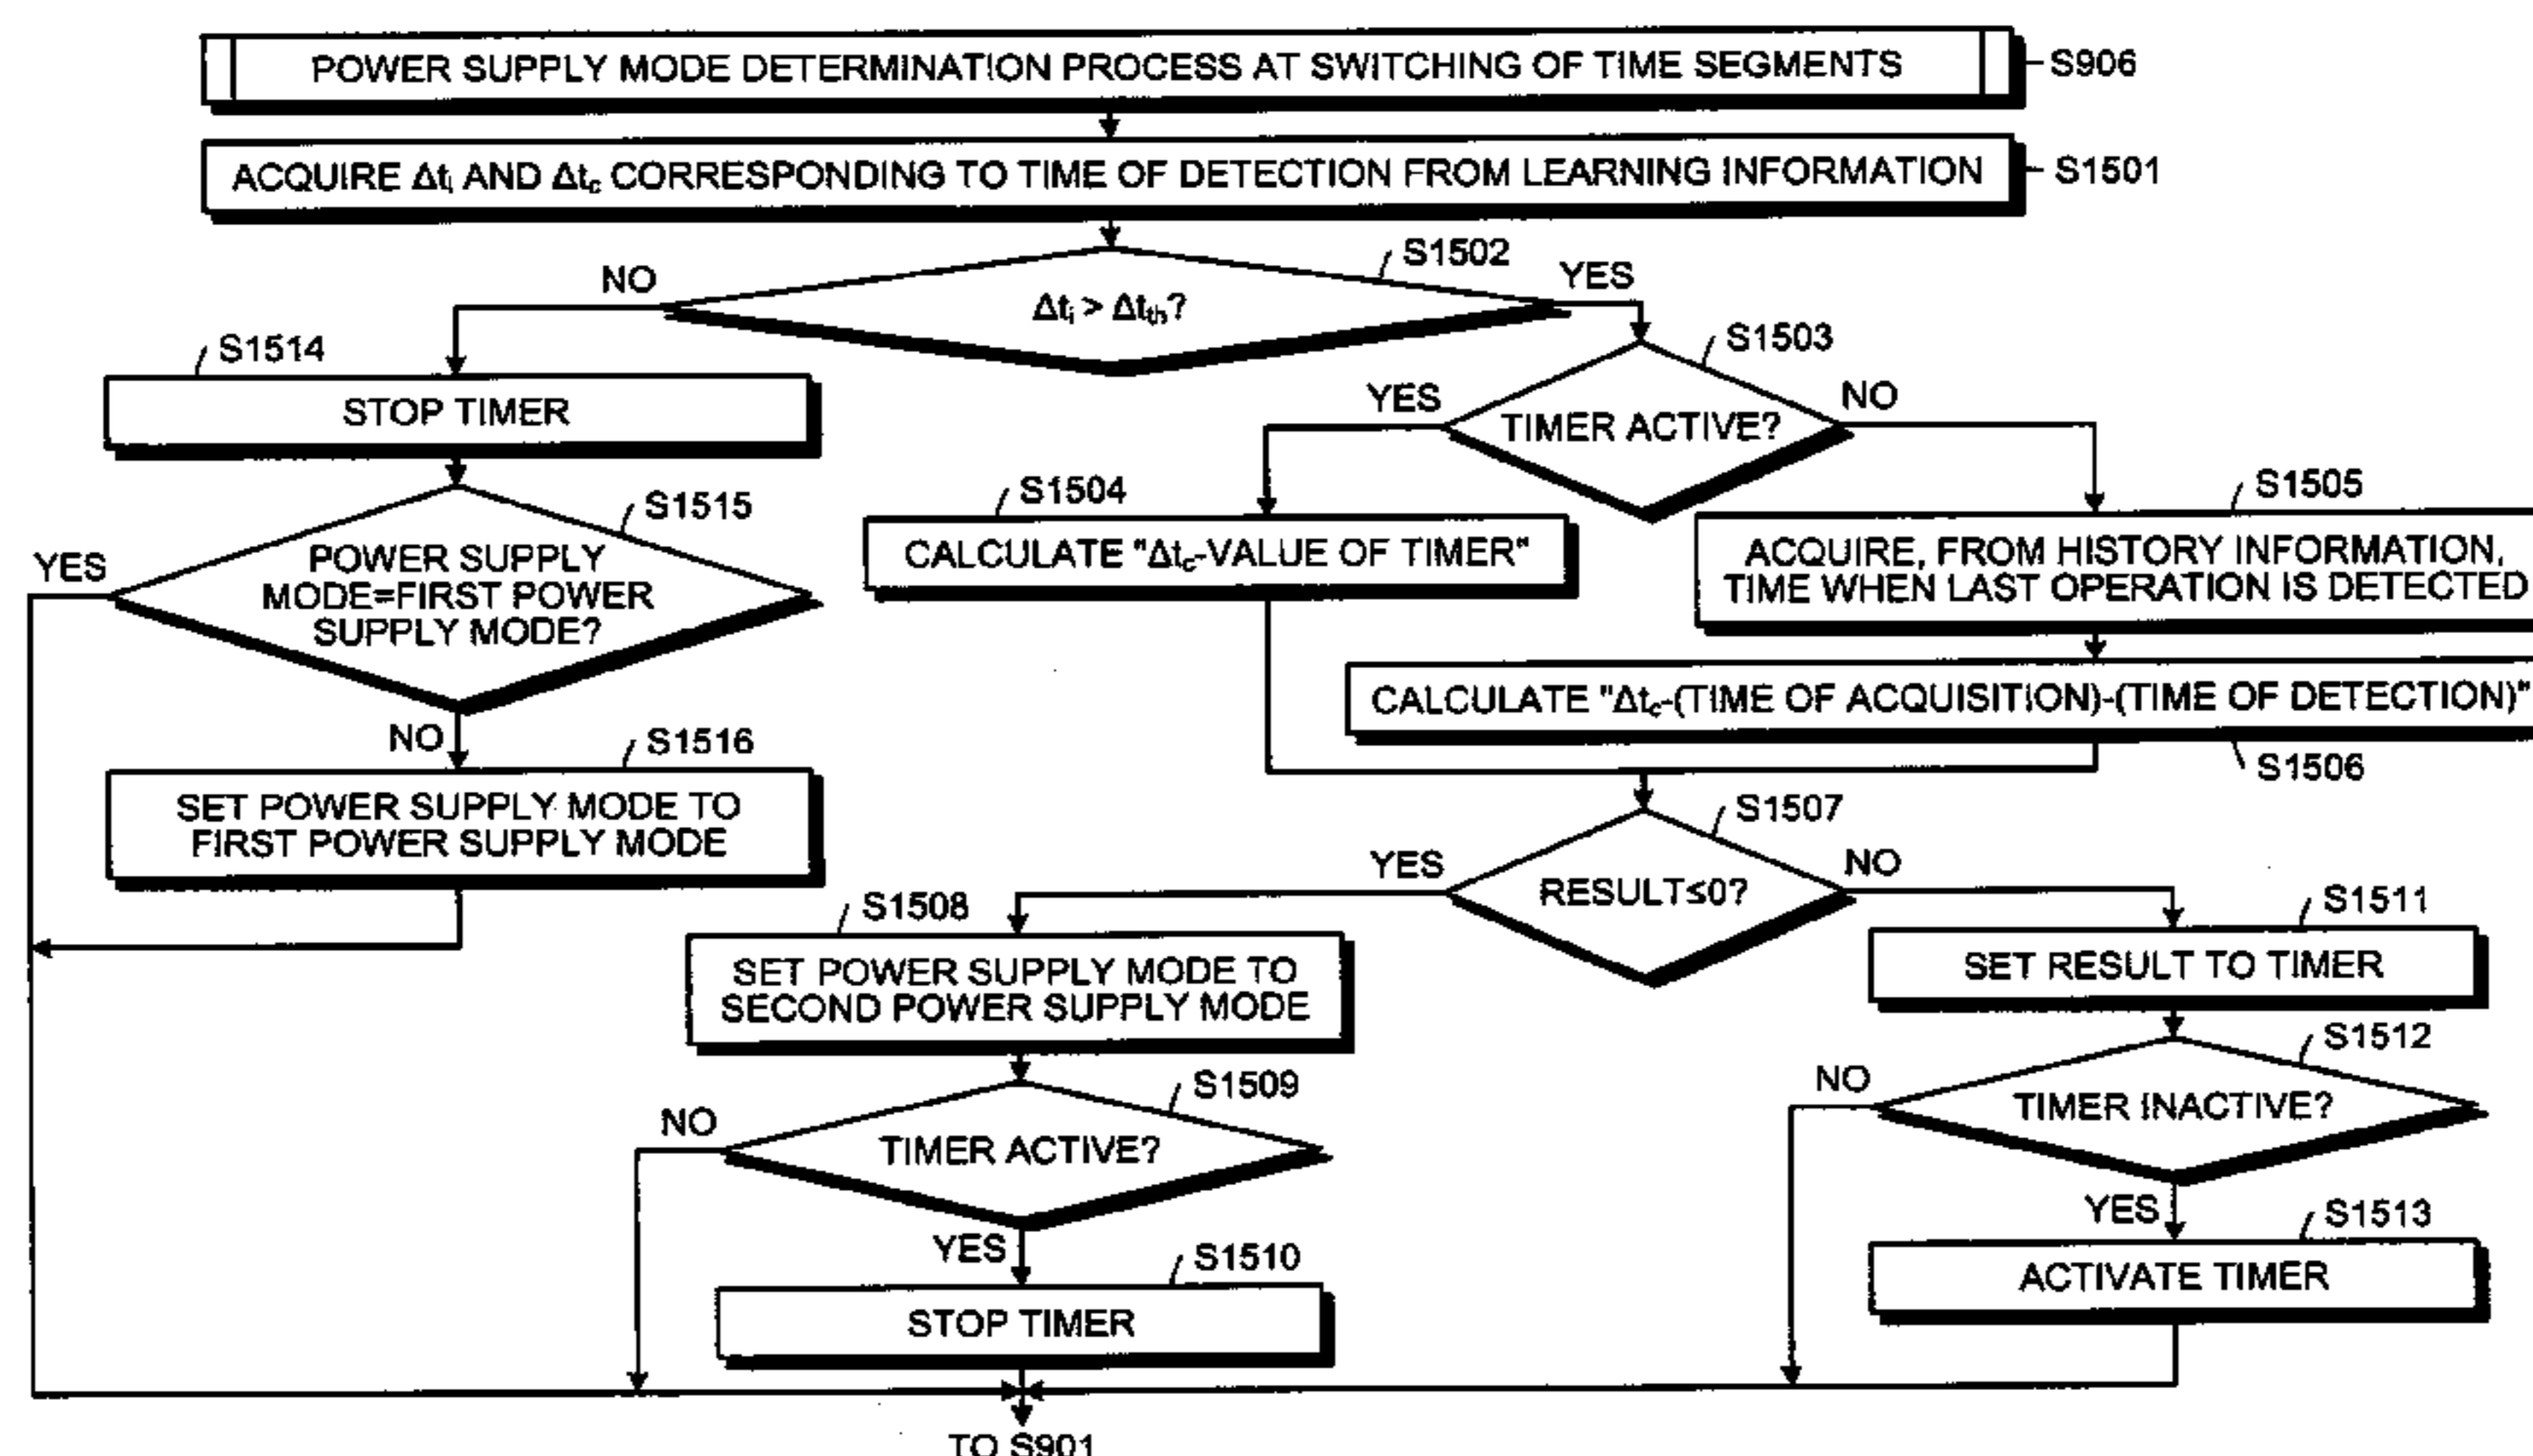 POWER SUPPLY MODE DETERMINATION PROCESS AT SWITCHING OF TIME SEGMENTS
S906
ACQUIRE Δti AND Δtc CORRESPONDING TO TIME OF DETECTION FROM LEARNING INFORMATION
S1501
S1502
NO
YES
Δti > Δtth?
S1514
STOP TIMER
S1503
YES
NO
TIMER ACTIVE?
S1515
YES
POWER SUPPLY
MODE=FIRST POWER
SUPPLY MODE?
NO
S1504
CALCULATE "Δtc-VALUE OF TIMER"
S1505
ACQUIRE, FROM HISTORY INFORMATION,
TIME WHEN LAST OPERATION IS DETECTED
CALCULATE "Δtc-(TIME OF ACQUISITION)-(TIME OF DETECTION)"
S1506
S1516
SET POWER SUPPLY MODE TO
FIRST POWER SUPPLY MODE
S1507
YES
NO
RESULT≤0?
S1508
SET POWER SUPPLY MODE TO
SECOND POWER SUPPLY MODE
S1511
SET RESULT TO TIMER
S1509
NO
TIMER ACTIVE?
YES
S1512
NO
TIMER INACTIVE?
YES
S1510
STOP TIMER
S1513
ACTIVATE TIMER
TO S901